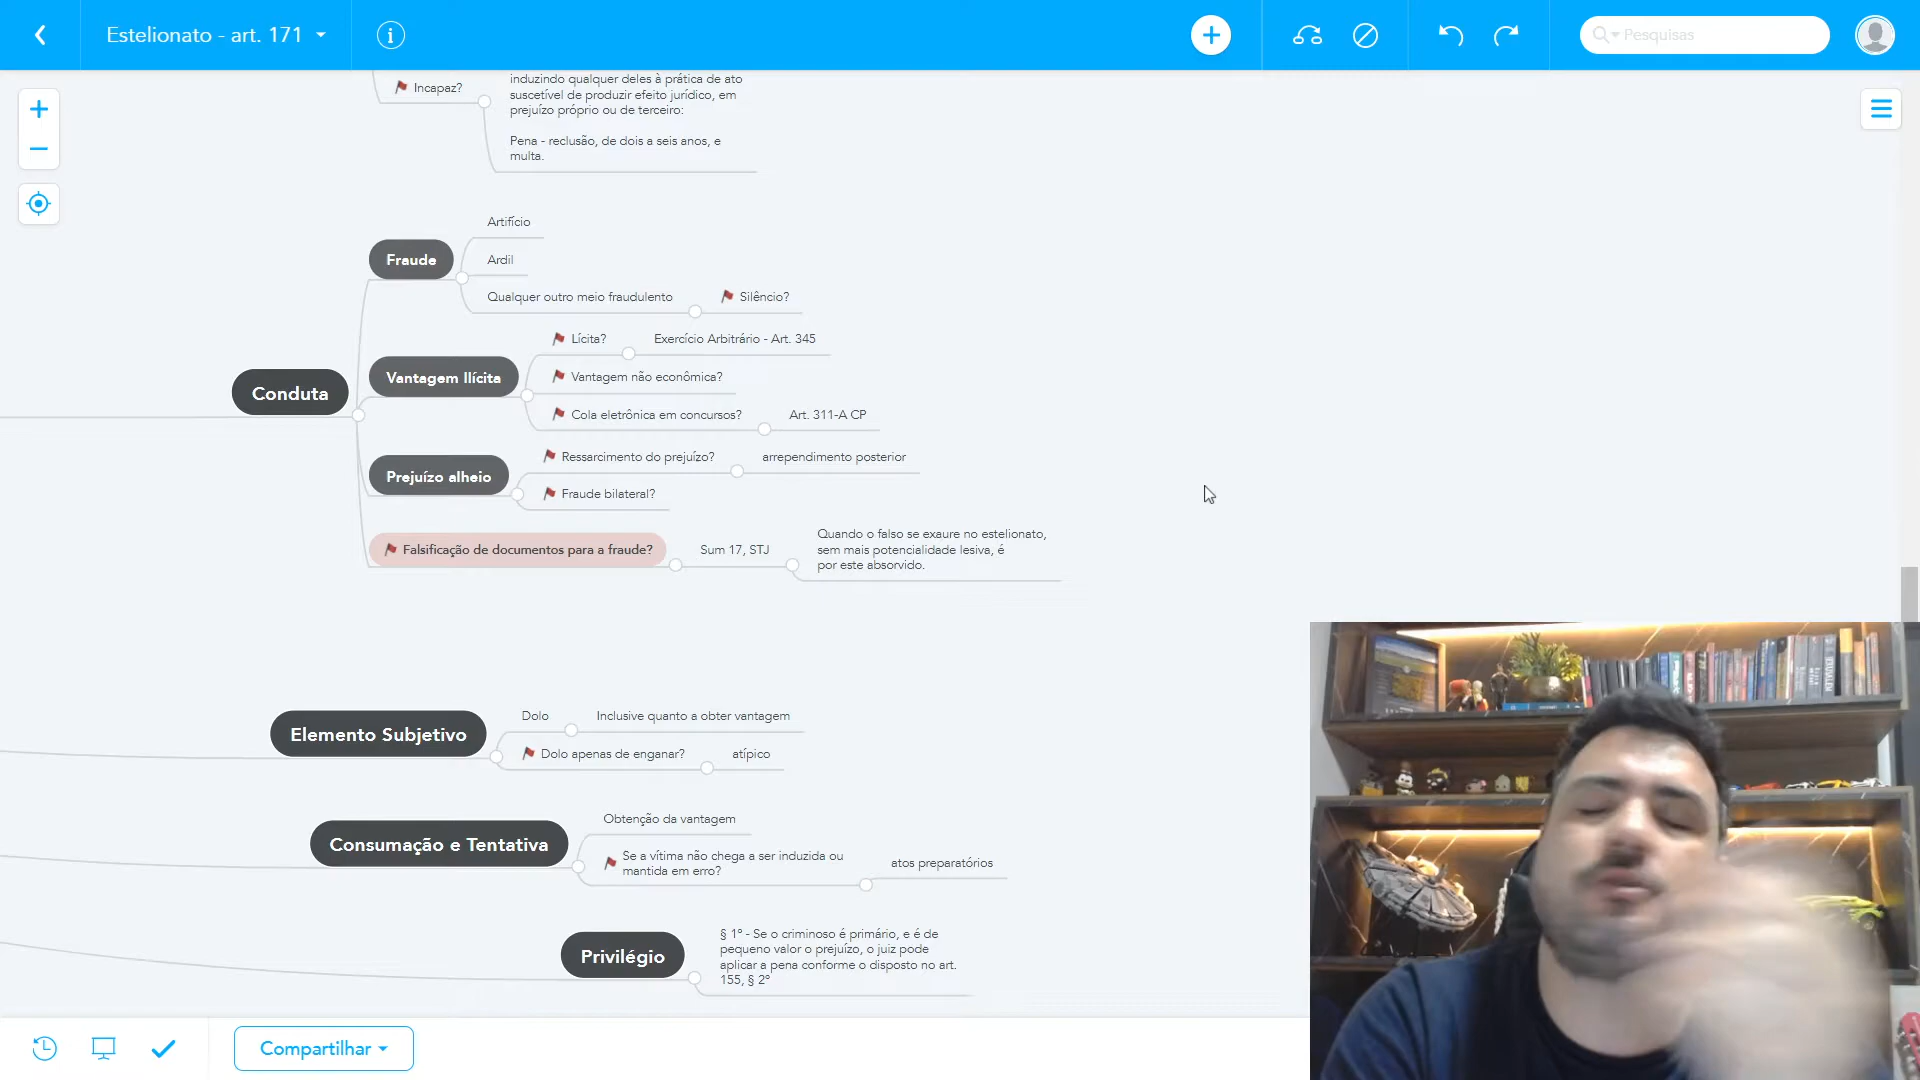 Estelionato - art. 171
Pesquisas
Incapaz?
induzindo qualquer deles à prática de ato
suscetível de produzir efeito jurídico, em
prejuízo próprio ou de terceiro:
Pena - reclusão, de dois a seis anos, e
multa.
Conduta
Fraude
Artifício
Ardil
Qualquer outro meio fraudulento
Silêncio?
Vantagem Ilícita
Lícita?
Exercício Arbitrário - Art. 345
Vantagem não econômica?
Cola eletrônica em concursos?
Art. 311-A CP
Prejuízo alheio
Ressarcimento do prejuízo?
arrependimento posterior
Fraude bilateral?
Falsificação de documentos para a fraude?
Sum 17, STJ
Quando o falso se exaure no estelionato,
sem mais potencialidade lesiva, é
por este absorvido.
Elemento Subjetivo
Dolo
Inclusive quanto a obter vantagem
Dolo apenas de enganar?
atípico
Consumação e Tentativa
Obtenção da vantagem
Se a vítima não chega a ser induzida ou
mantida em erro?
atos preparatórios
Privilégio
§ 1º - Se o criminoso é primário, e é de
pequeno valor o prejuízo, o juiz pode
aplicar a pena conforme o disposto no art.
155, § 2º
Compartilhar